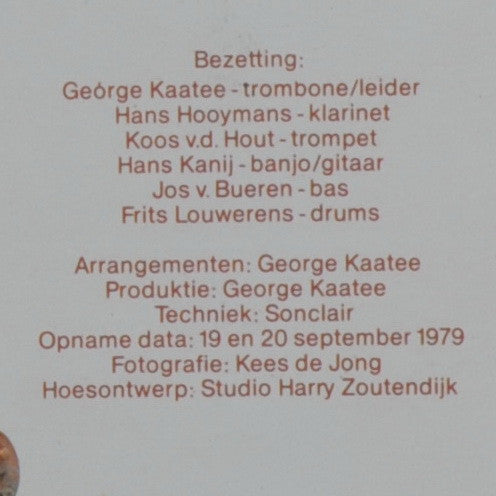 Bezetting:
George Kaatee - trombone/leider
Hans Hooymans - klarinet
Koos v.d. Hout - trompet
Hans Kanij - banjo/gitaar
Jos v. Bueren - bas
Frits Louwerens - drums
Arrangementen: George Kaatee
Produktie: George Kaatee
Techniek: Sonclair
Opname data: 19 en 20 september 1979
Fotografie: Kees de Jong
Hoesontwerp: Studio Harry Zoutendijk